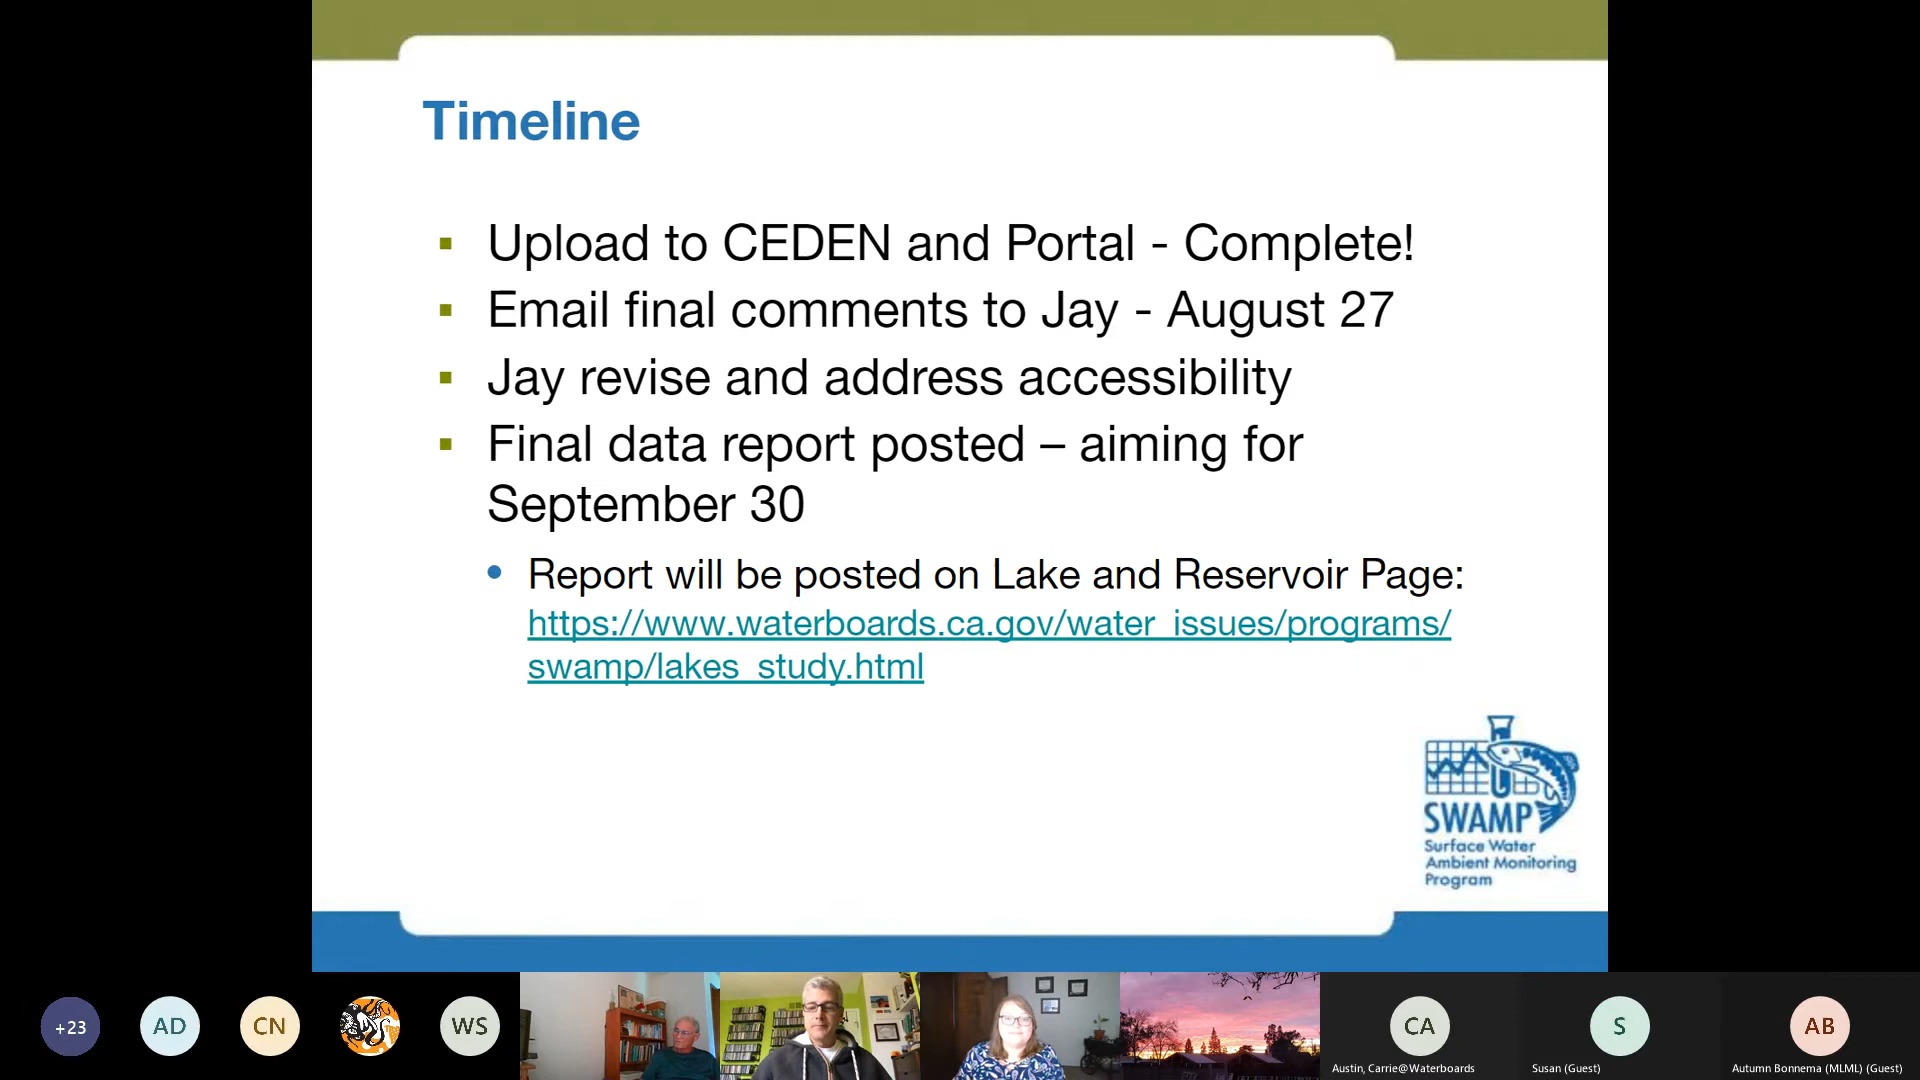 Timeline
Upload to CEDEN and Portal - Complete!
Email final comments to Jay - August 27
Jay revise and address accessibility
Final data report posted – aiming for
September 30
Report will be posted on Lake and Reservoir Page:
https://www.waterboards.ca.gov/water_issues/programs/
swamp/lakes_study.html
SWAMP
Surface Water
Ambient Monitoring
Program
+23
AD
CN
WS
CA
S
AB
Austin, Carrie@Waterboards
Susan (Guest)
Autumn Bonnema (MLML) (Guest)